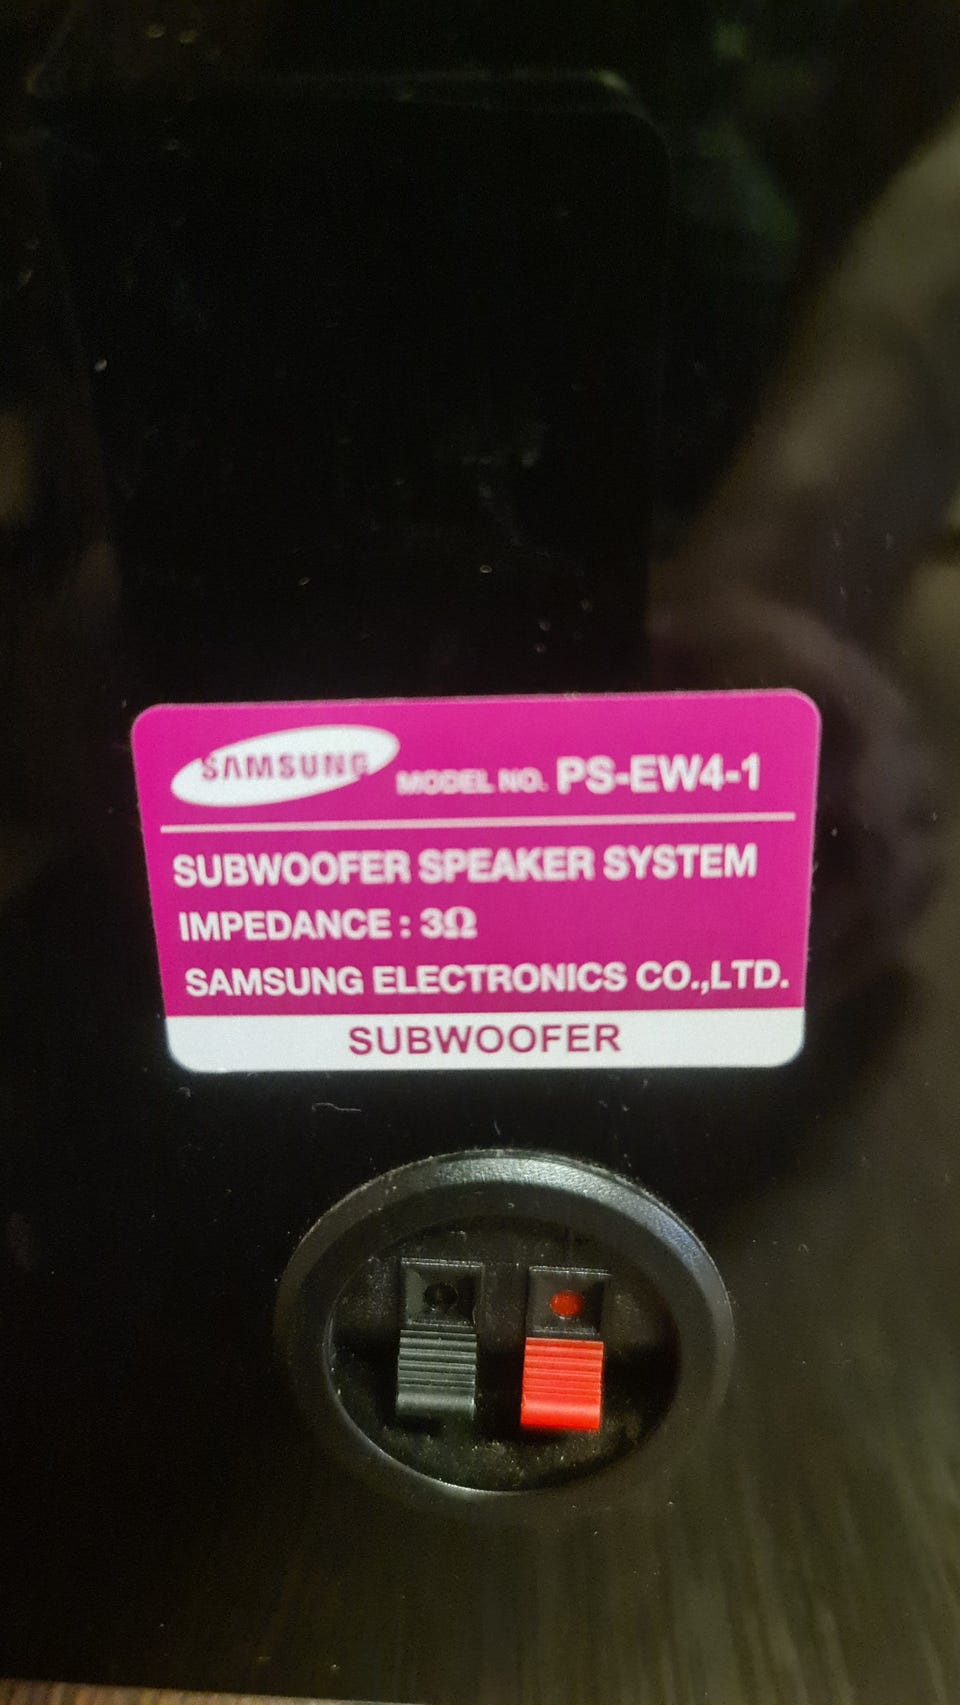 SAMSUNG MODEL NO. PS-EW4-1
SUBWOOFER SPEAKER SYSTEM
IMPEDANCE : 3Ω
SAMSUNG ELECTRONICS CO.,LTD.
SUBWOOFER